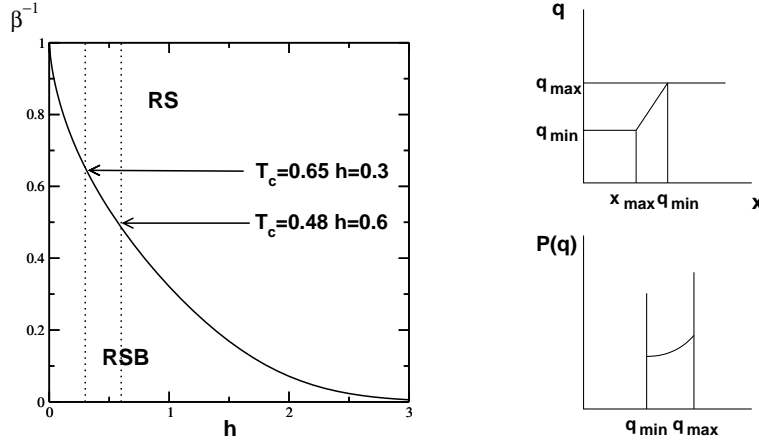 β⁻¹
1
0.8
0.6
0.4
0.2
0
0
1
2
3
h
RS
T_c=0.65 h=0.3
T_c=0.48 h=0.6
RSB
q
q_max
q_min
x_max q_min
x
P(q)
q_min q_max